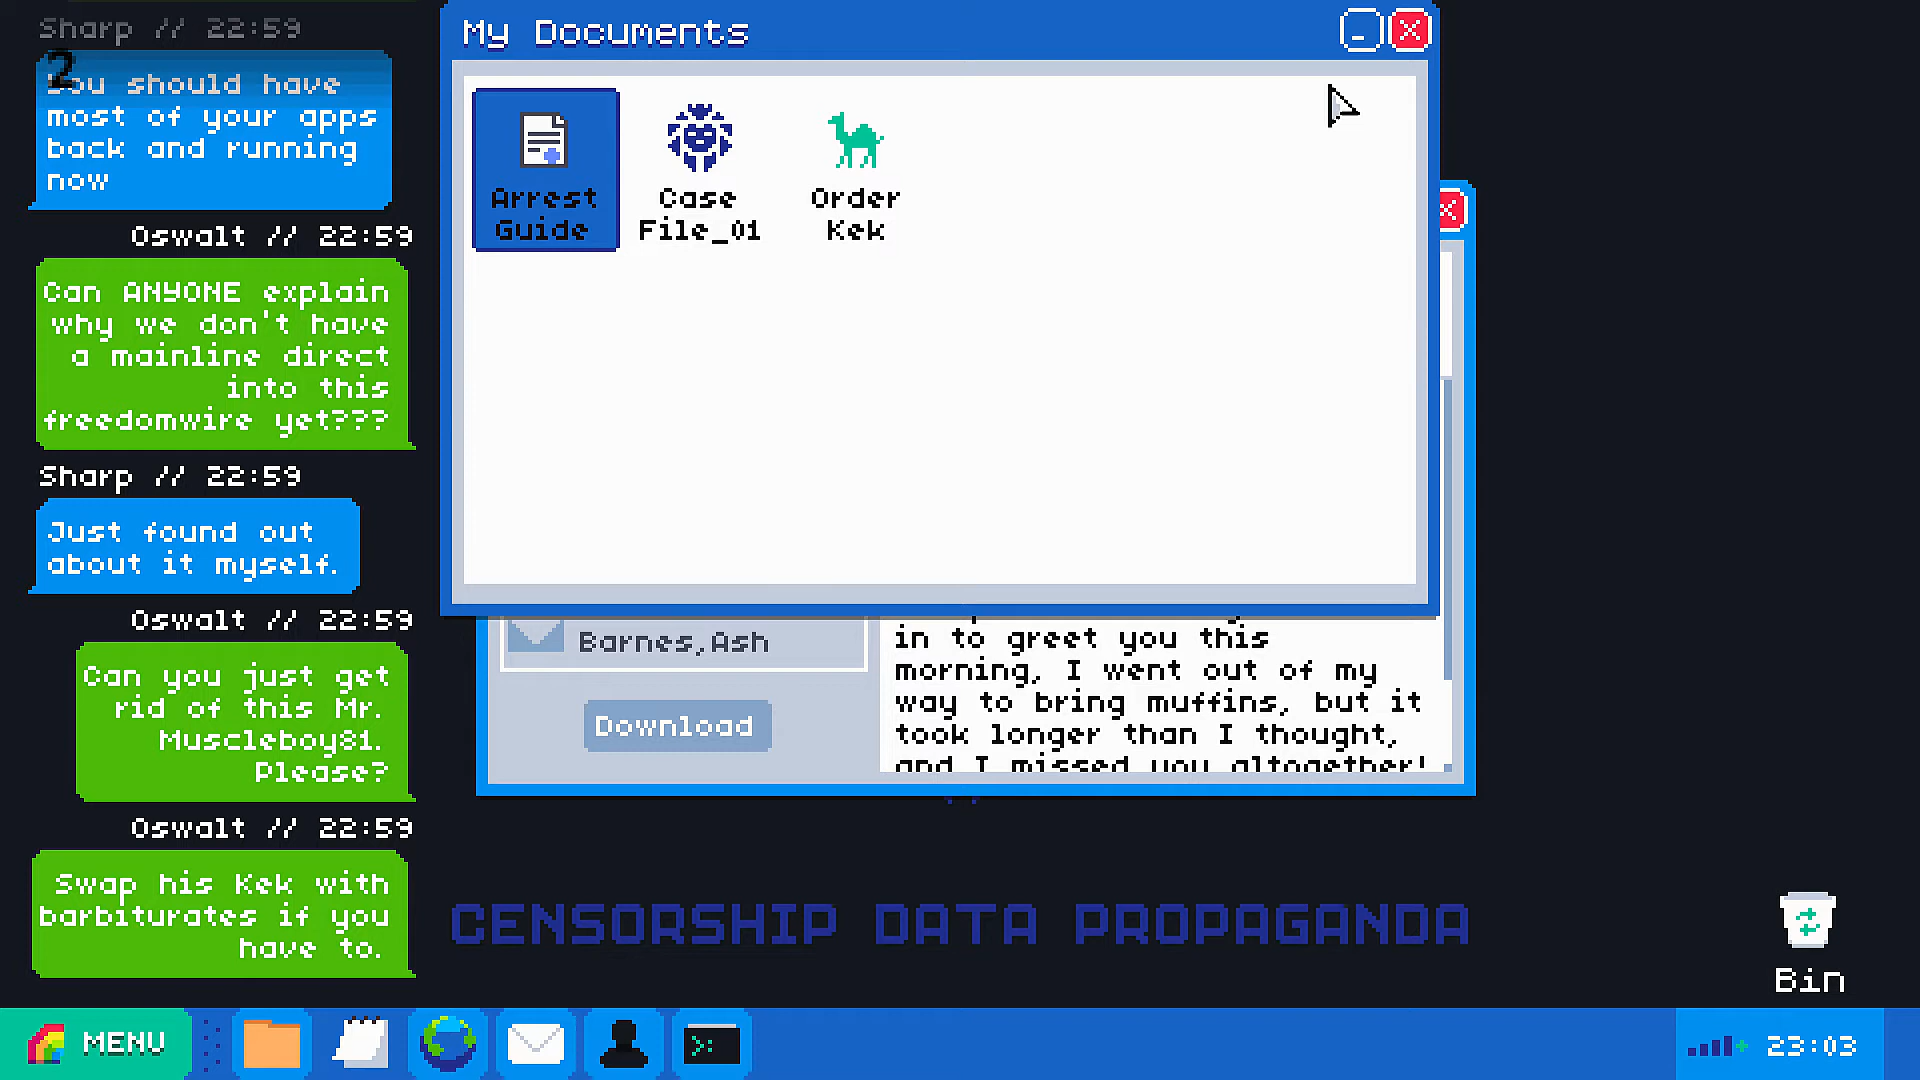 Sharp // 22:59
2
You should have
most of your apps
back and running
now
Oswalt // 22:59
Can ANYONE explain
why we don't have
a mainline direct
into this
freedomwire yet???
Sharp // 22:59
Just found out
about it myself.
Oswalt // 22:59
Can you just get
rid of this Mr.
Muscleboy81.
Please?
Oswalt // 22:59
Swap his Kek with
barbiturates if you
have to.
My Documents
Arrest
Guide
Case
File_01
Order
Kek
Barnes,Ash
Download
in to greet you this
morning, I went out of my
way to bring muffins, but it
took longer than I thought,
and I missed you altogether!
CENSORSHIP DATA PROPAGANDA
Bin
MENU
23:03